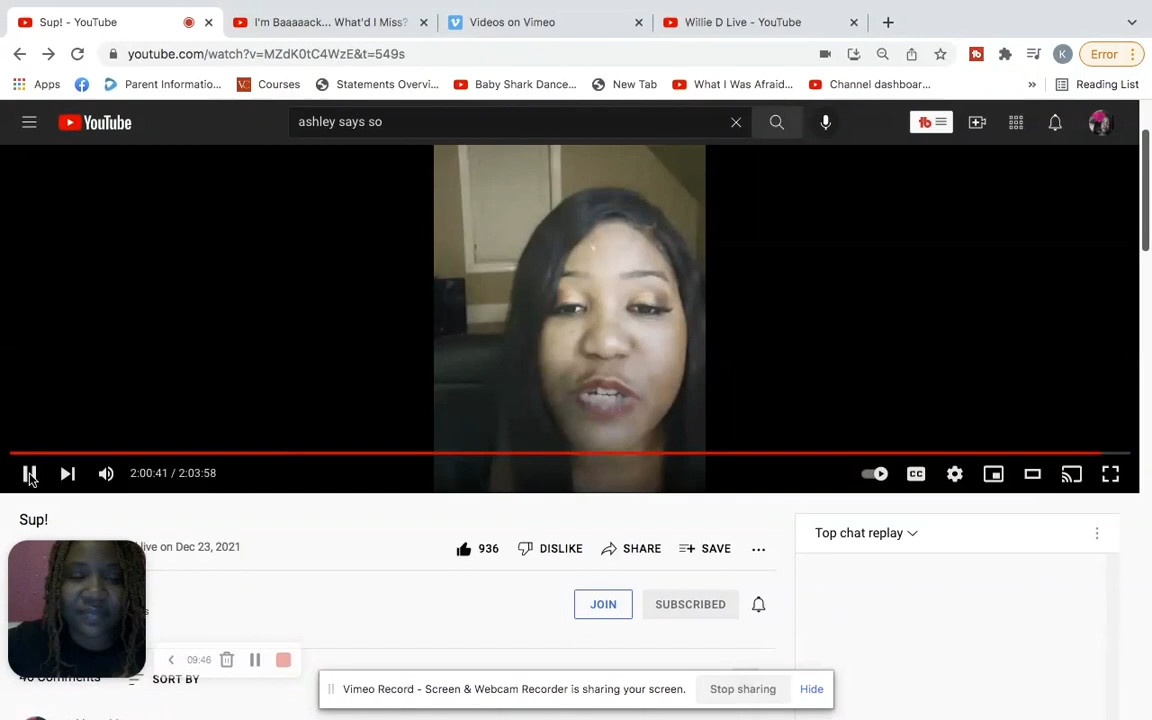 Sup! - YouTube
I'm Baaaaack... What'd I Miss?
Videos on Vimeo
Willie D Live - YouTube
youtube.com/watch?v=MZdK0tC4WzE&t=549s
K
Error
Apps
Parent Informatio...
VC Courses
Statements Overvi...
Baby Shark Dance...
New Tab
What I Was Afraid...
Channel dashboar...
»
Reading List
YouTube
ashley says so
tb
2:00:41 / 2:03:58
CC
Sup!
live on Dec 23, 2021
936
DISLIKE
SHARE
SAVE
Top chat replay
JOIN
SUBSCRIBED
09:46
Comments
SORT BY
Vimeo Record - Screen & Webcam Recorder is sharing your screen.
Stop sharing
Hide